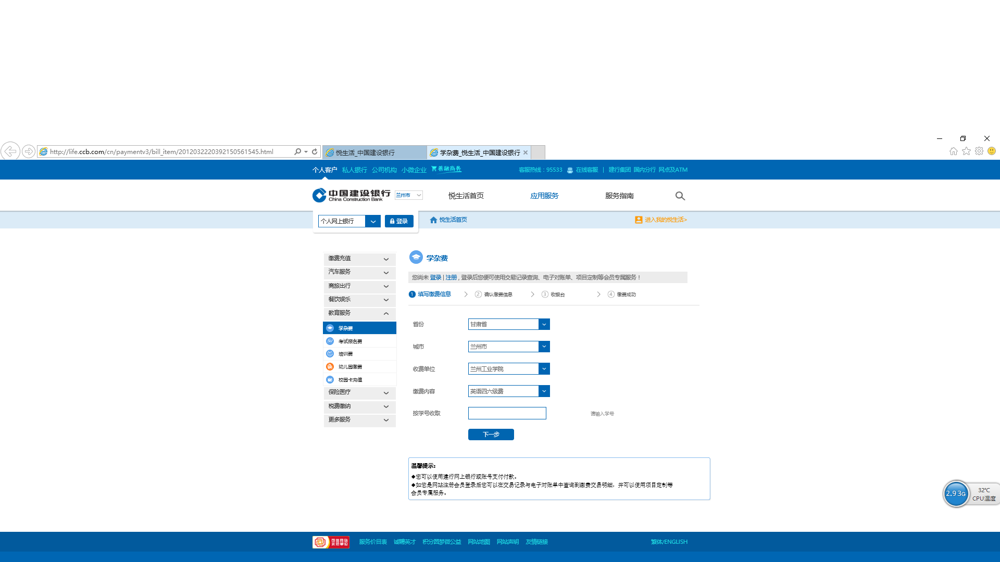 http://life.ccb.com/cn/paymentv3/bill_item/2012032220392150561545.html
悦生活_中国建设银行
学杂费_悦生活_中国建设银行
个人客户 私人银行 公司机构 小微企业 善融商务
客服热线：95533 在线客服 | 建行集团 国内分行 网点及ATM
中国建设银行
China Construction Bank
兰州市
悦生活首页 应用服务 服务指南
个人网上银行 登录
悦生活首页
进入我的悦生活>
缴费充值
汽车服务
商旅出行
餐饮娱乐
教育服务
学杂费
考试报名费
培训费
幼儿园缴费
校园卡充值
保险医疗
税费缴纳
更多服务
学杂费
您尚未 登录 | 注册 , 登录后您便可使用交易记录查询、电子对账单、项目定制等会员专属服务！
1 填写缴费信息 2 确认缴费信息 3 收银台 4 缴费成功
省份 甘肃省
城市 兰州市
收费单位 兰州工业学院
缴费内容 英语四六级费
按学号收取 请输入学号
下一步
温馨提示:
◆您可以使用建行网上银行或账号支付付款。
◆如您是网站注册会员登录后您可以在交易记录与电子对账单中查询到缴费交易明细，并可以使用项目定制等
会员专属服务。
2.93G
32℃
CPU温度
服务价目表 诚聘英才 积分圆梦微公益 网站地图 网站声明 友情链接
繁体/ENGLISH